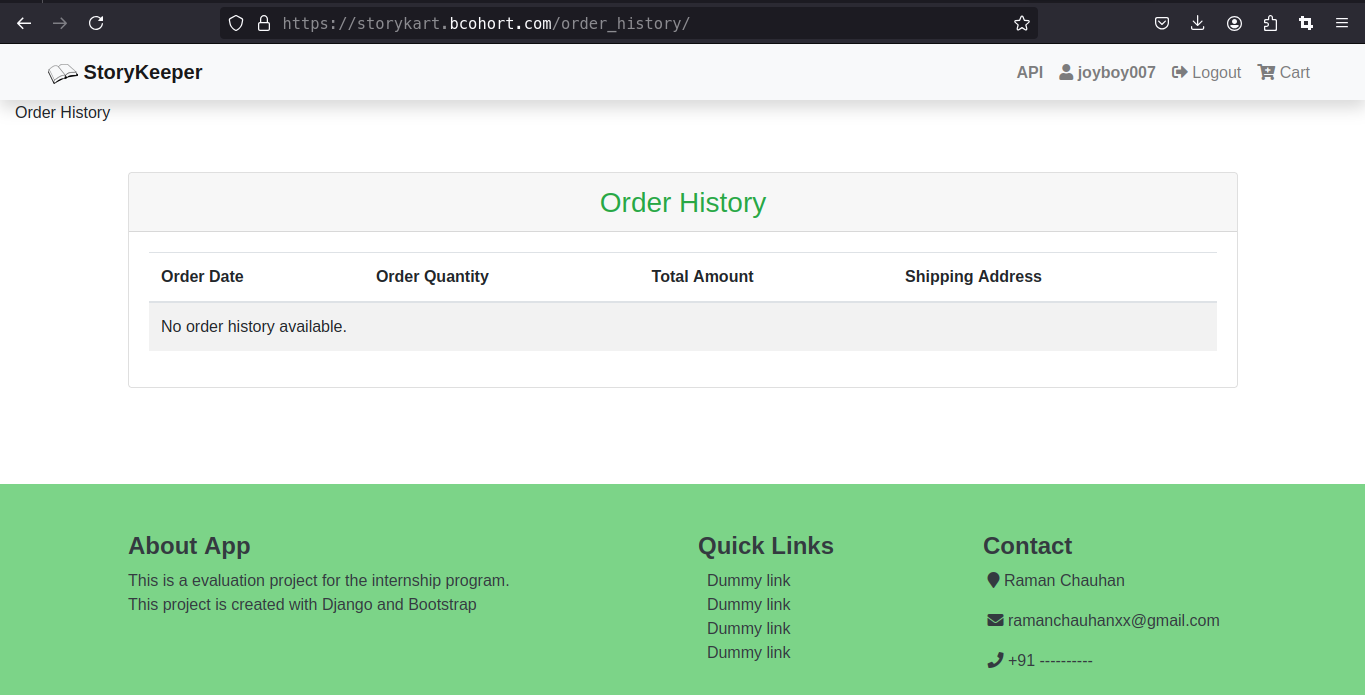 https://storykart.bcohort.com/order_history/
StoryKeeper
API joyboy007 Logout Cart
Order History
Order History
Order Date Order Quantity Total Amount Shipping Address
No order history available.
About App
This is a evaluation project for the internship program.
This project is created with Django and Bootstrap
Quick Links
Dummy link
Dummy link
Dummy link
Dummy link
Contact
Raman Chauhan
ramanchauhanxx@gmail.com
+91 ----------